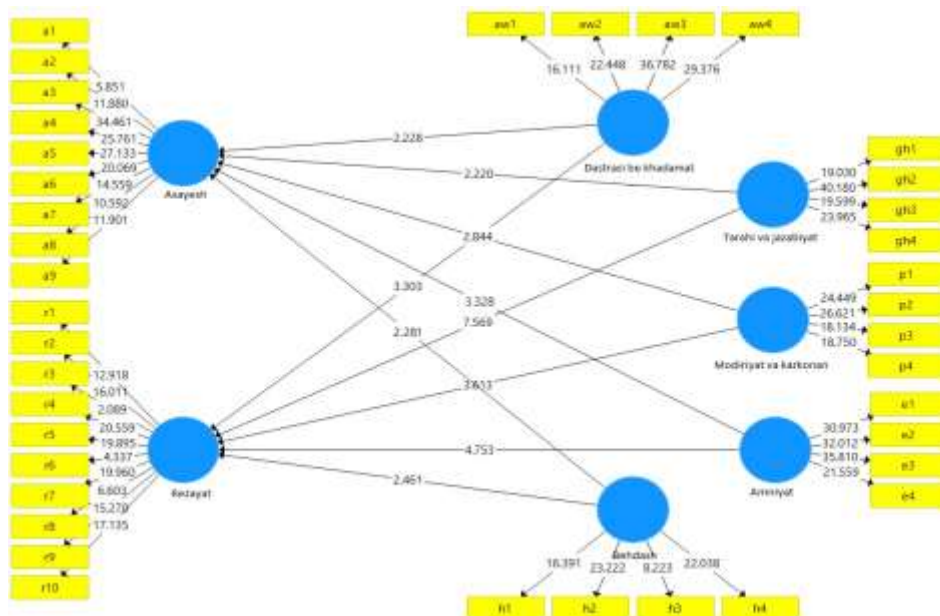 a1
a2
a3
a4
a5
a6
a7
a8
a9
5.851
11.880
34.461
25.761
27.133
20.069
14.559
10.592
11.901
Asayesh
r1
r2
r3
r4
r5
r6
r7
r8
r9
r10
12.918
16.011
2.089
20.559
19.895
4.337
19.960
6.603
15.270
17.135
Rezayat
2.228
2.220
2.844
3.328
2.281
3.303
7.569
3.613
4.753
2.461
aw1
aw2
aw3
aw4
16.111
22.448
36.782
29.376
gh1
gh2
gh3
gh4
19.030
40.180
19.599
23.965
Tarahi va jazabiyat
p1
p2
p3
p4
24.449
26.621
18.134
18.750
Modiriyat va karkonan
e1
e2
e3
e4
30.973
32.012
35.810
21.559
Amniyat
Behdash
23.222
22.038
h1
h2
h3
h4